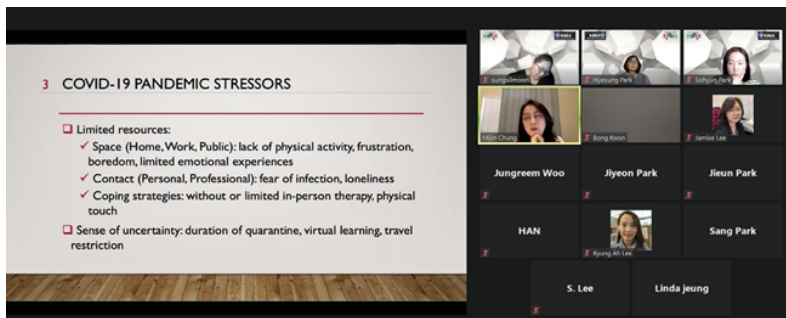 3 COVID-19 PANDEMIC STRESSORS
Limited resources:
Space (Home, Work, Public): lack of physical activity, frustration,
boredom, limited emotional experiences
Contact (Personal, Professional): fear of infection, loneliness
Coping strategies: without or limited in-person therapy, physical
touch
Sense of uncertainty: duration of quarantine, virtual learning, travel
restriction
sungsilmoon
Hyesung Park
Sohyun Park
Mijin Chung
Bong Kwon
Jamise Lee
Jungreem Woo
Jiyeon Park
Jieun Park
HAN
Kyung Ah Lee
Sang Park
S. Lee
Linda jeung